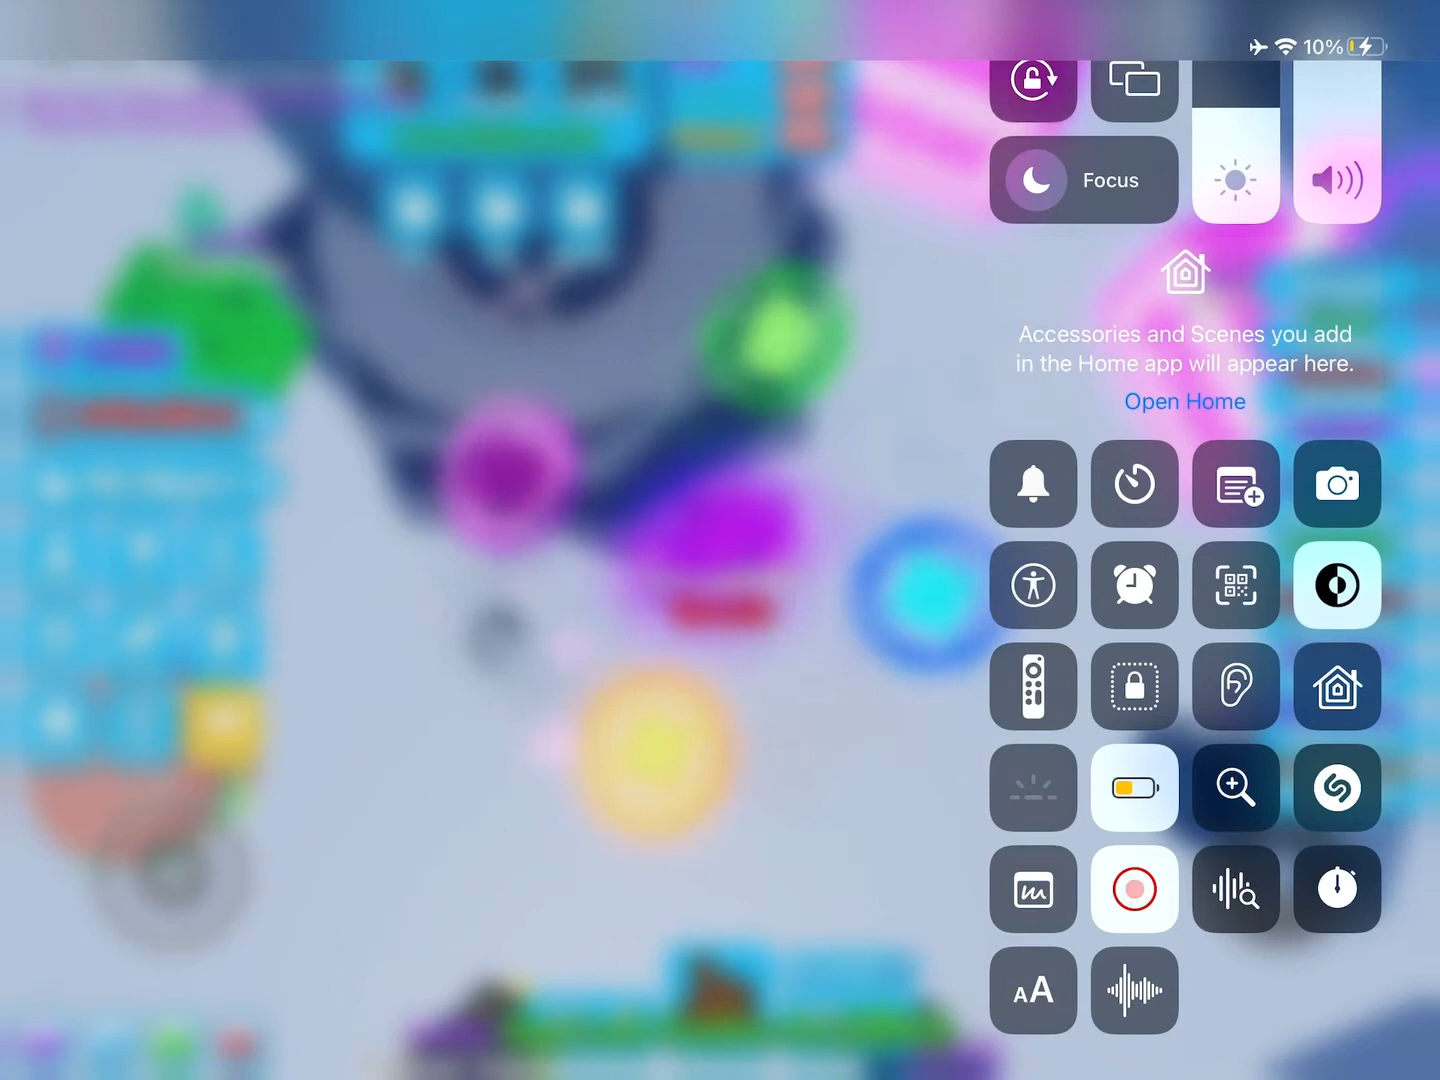 10%
Focus
Accessories and Scenes you add
in the Home app will appear here.
Open Home
AA